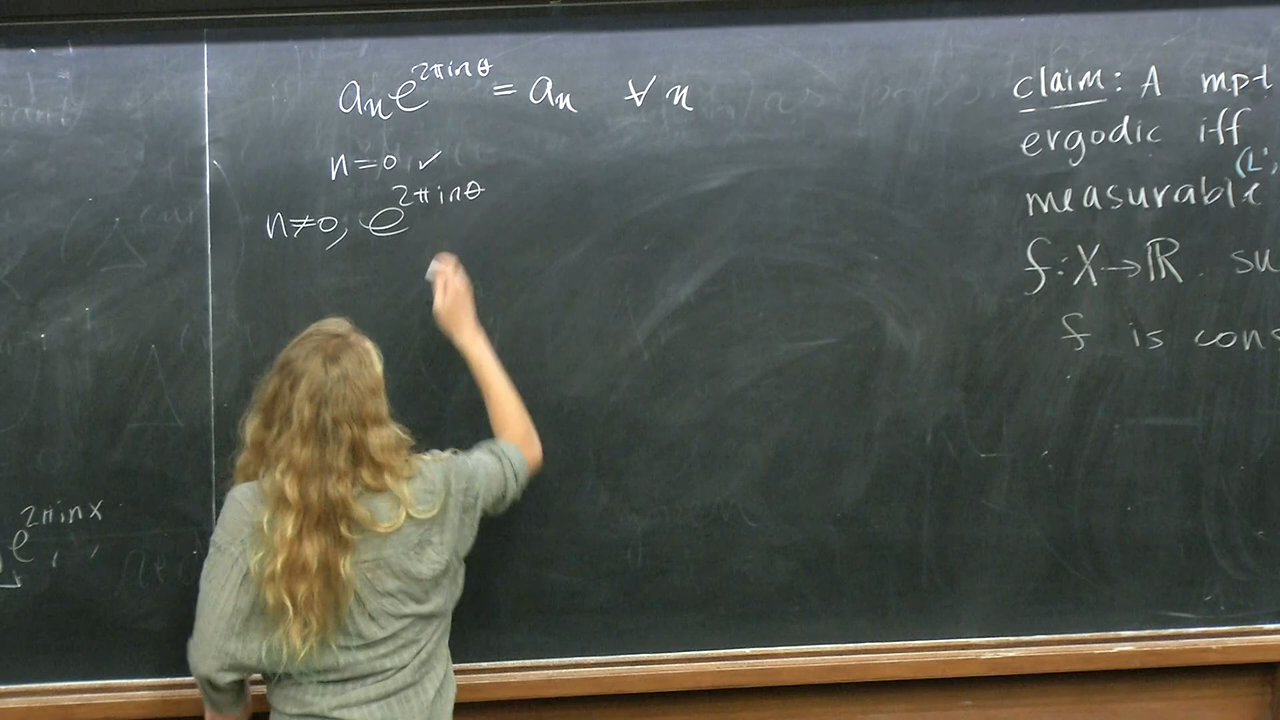 aₙe^{2πinθ} = aₙ ∀n
n=0 ✓
n≠0, e^{2πinθ}
e^{2πinx}
claim: A mpt
ergodic iff
(L¹,
measurable
f: X→ℝ su
f is cons